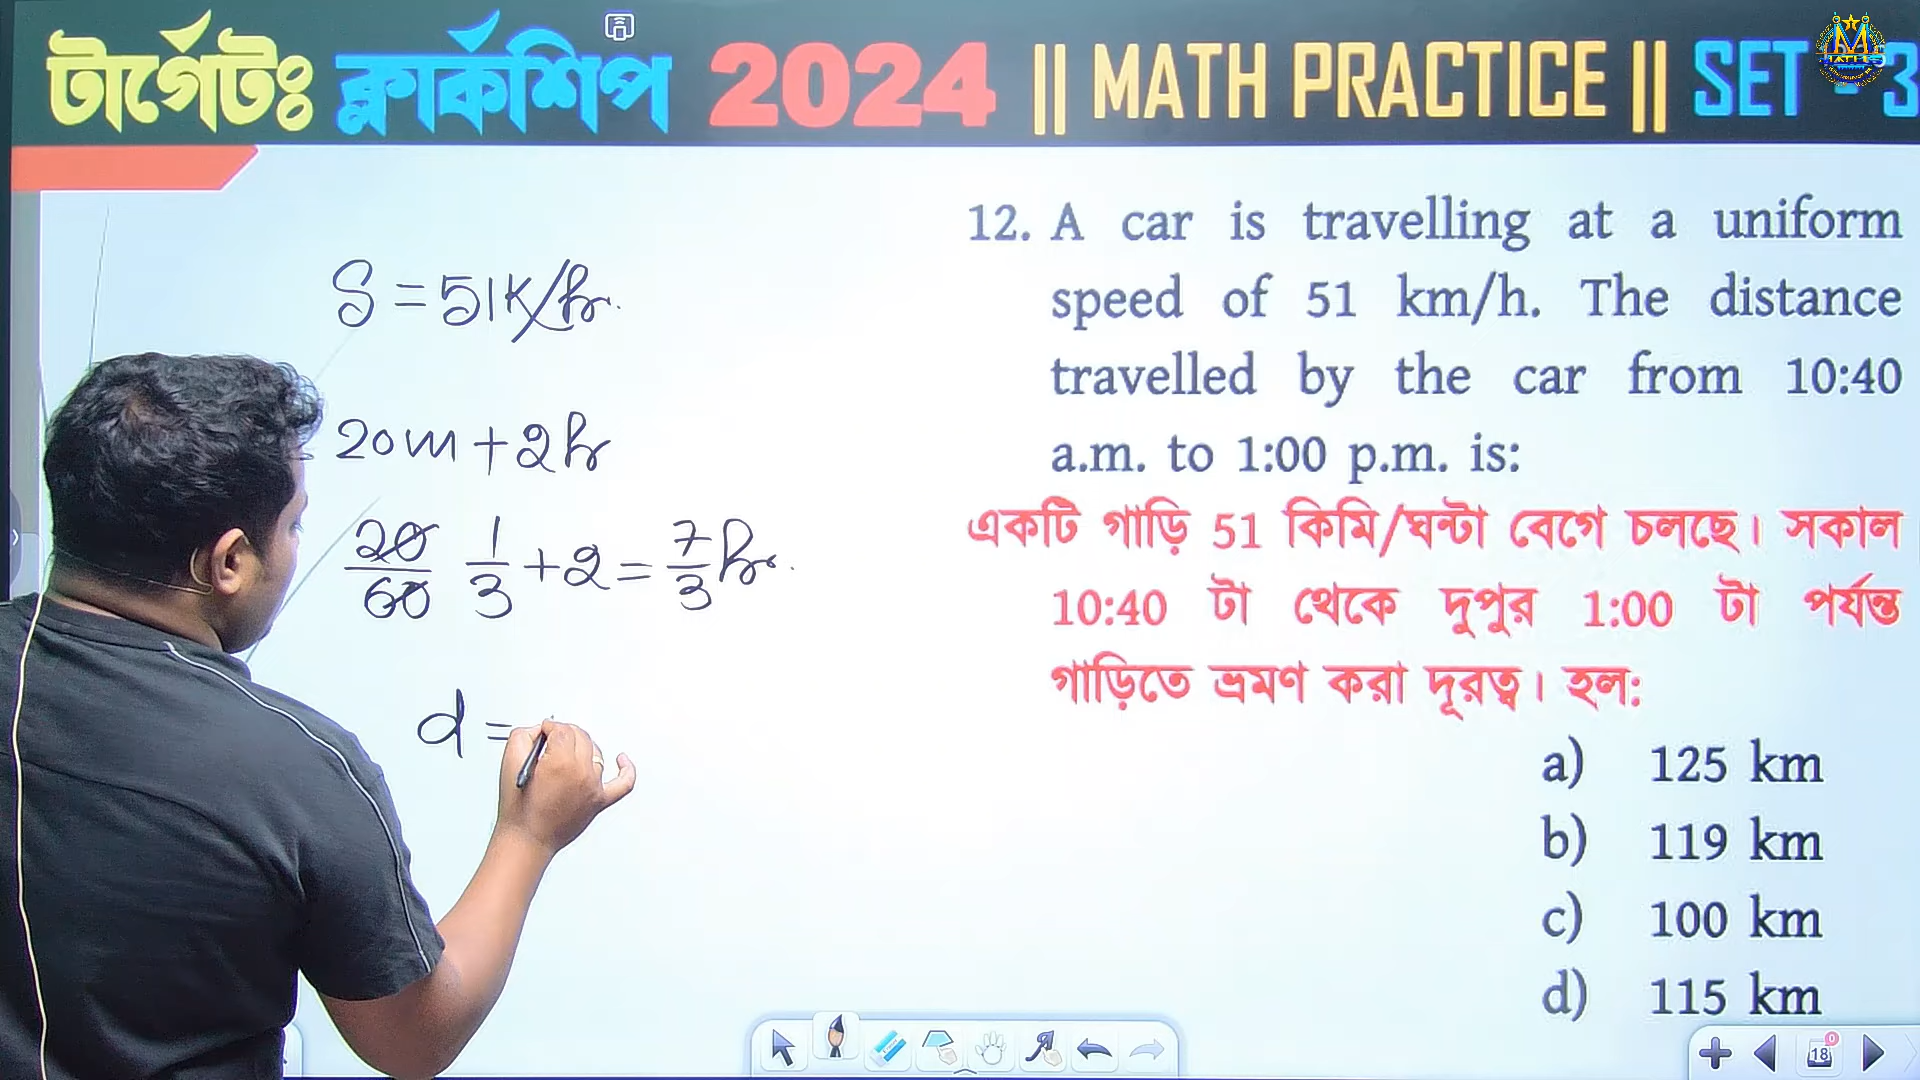 টার্গেটঃ ক্লার্কশিপ 2024 || MATH PRACTICE || SET - 3
S = 51K/hr.
20m + 2hr
20/60 1/3 + 2 = 7/3 hr.
d =
12. A car is travelling at a uniform
speed of 51 km/h. The distance
travelled by the car from 10:40
a.m. to 1:00 p.m. is:
একটি গাড়ি 51 কিমি/ঘন্টা বেগে চলছে। সকাল
10:40 টা থেকে দুপুর 1:00 টা পর্যন্ত
গাড়িতে ভ্রমণ করা দূরত্ব। হল:
a) 125 km
b) 119 km
c) 100 km
d) 115 km
18
0